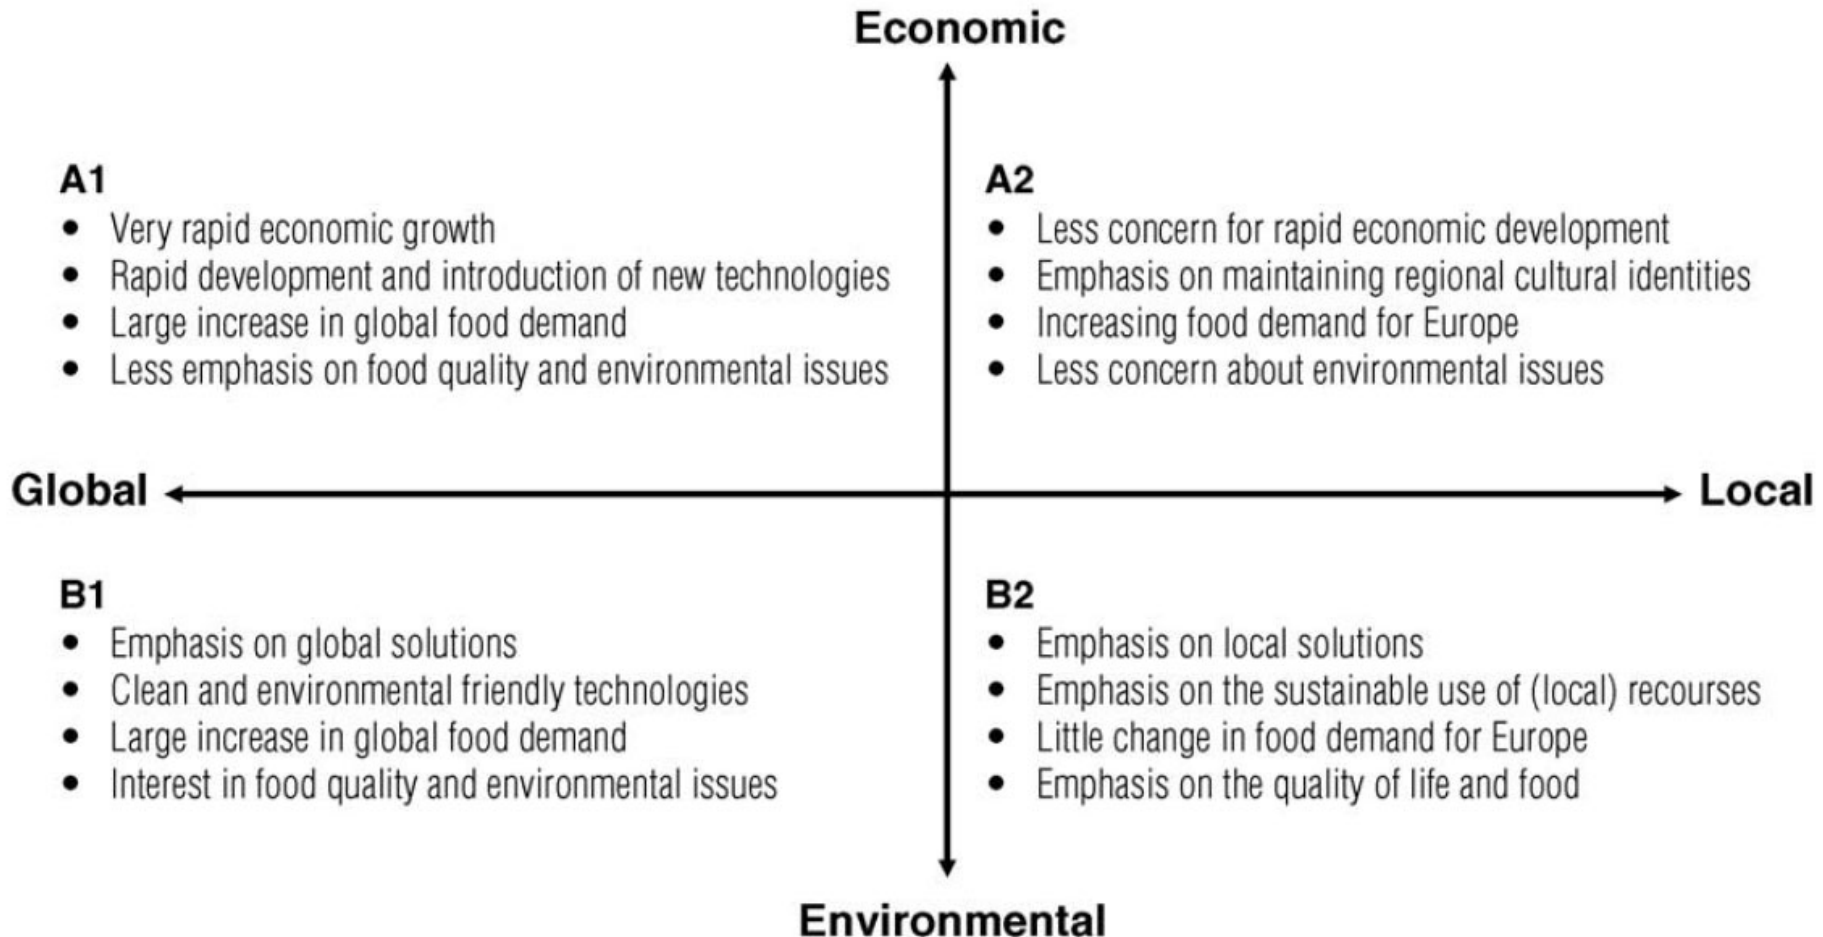 Economic
A1
• Very rapid economic growth
• Rapid development and introduction of new technologies
• Large increase in global food demand
• Less emphasis on food quality and environmental issues
A2
• Less concern for rapid economic development
• Emphasis on maintaining regional cultural identities
• Increasing food demand for Europe
• Less concern about environmental issues
Global
Local
B1
• Emphasis on global solutions
• Clean and environmental friendly technologies
• Large increase in global food demand
• Interest in food quality and environmental issues
B2
• Emphasis on local solutions
• Emphasis on the sustainable use of (local) recourses
• Little change in food demand for Europe
• Emphasis on the quality of life and food
Environmental